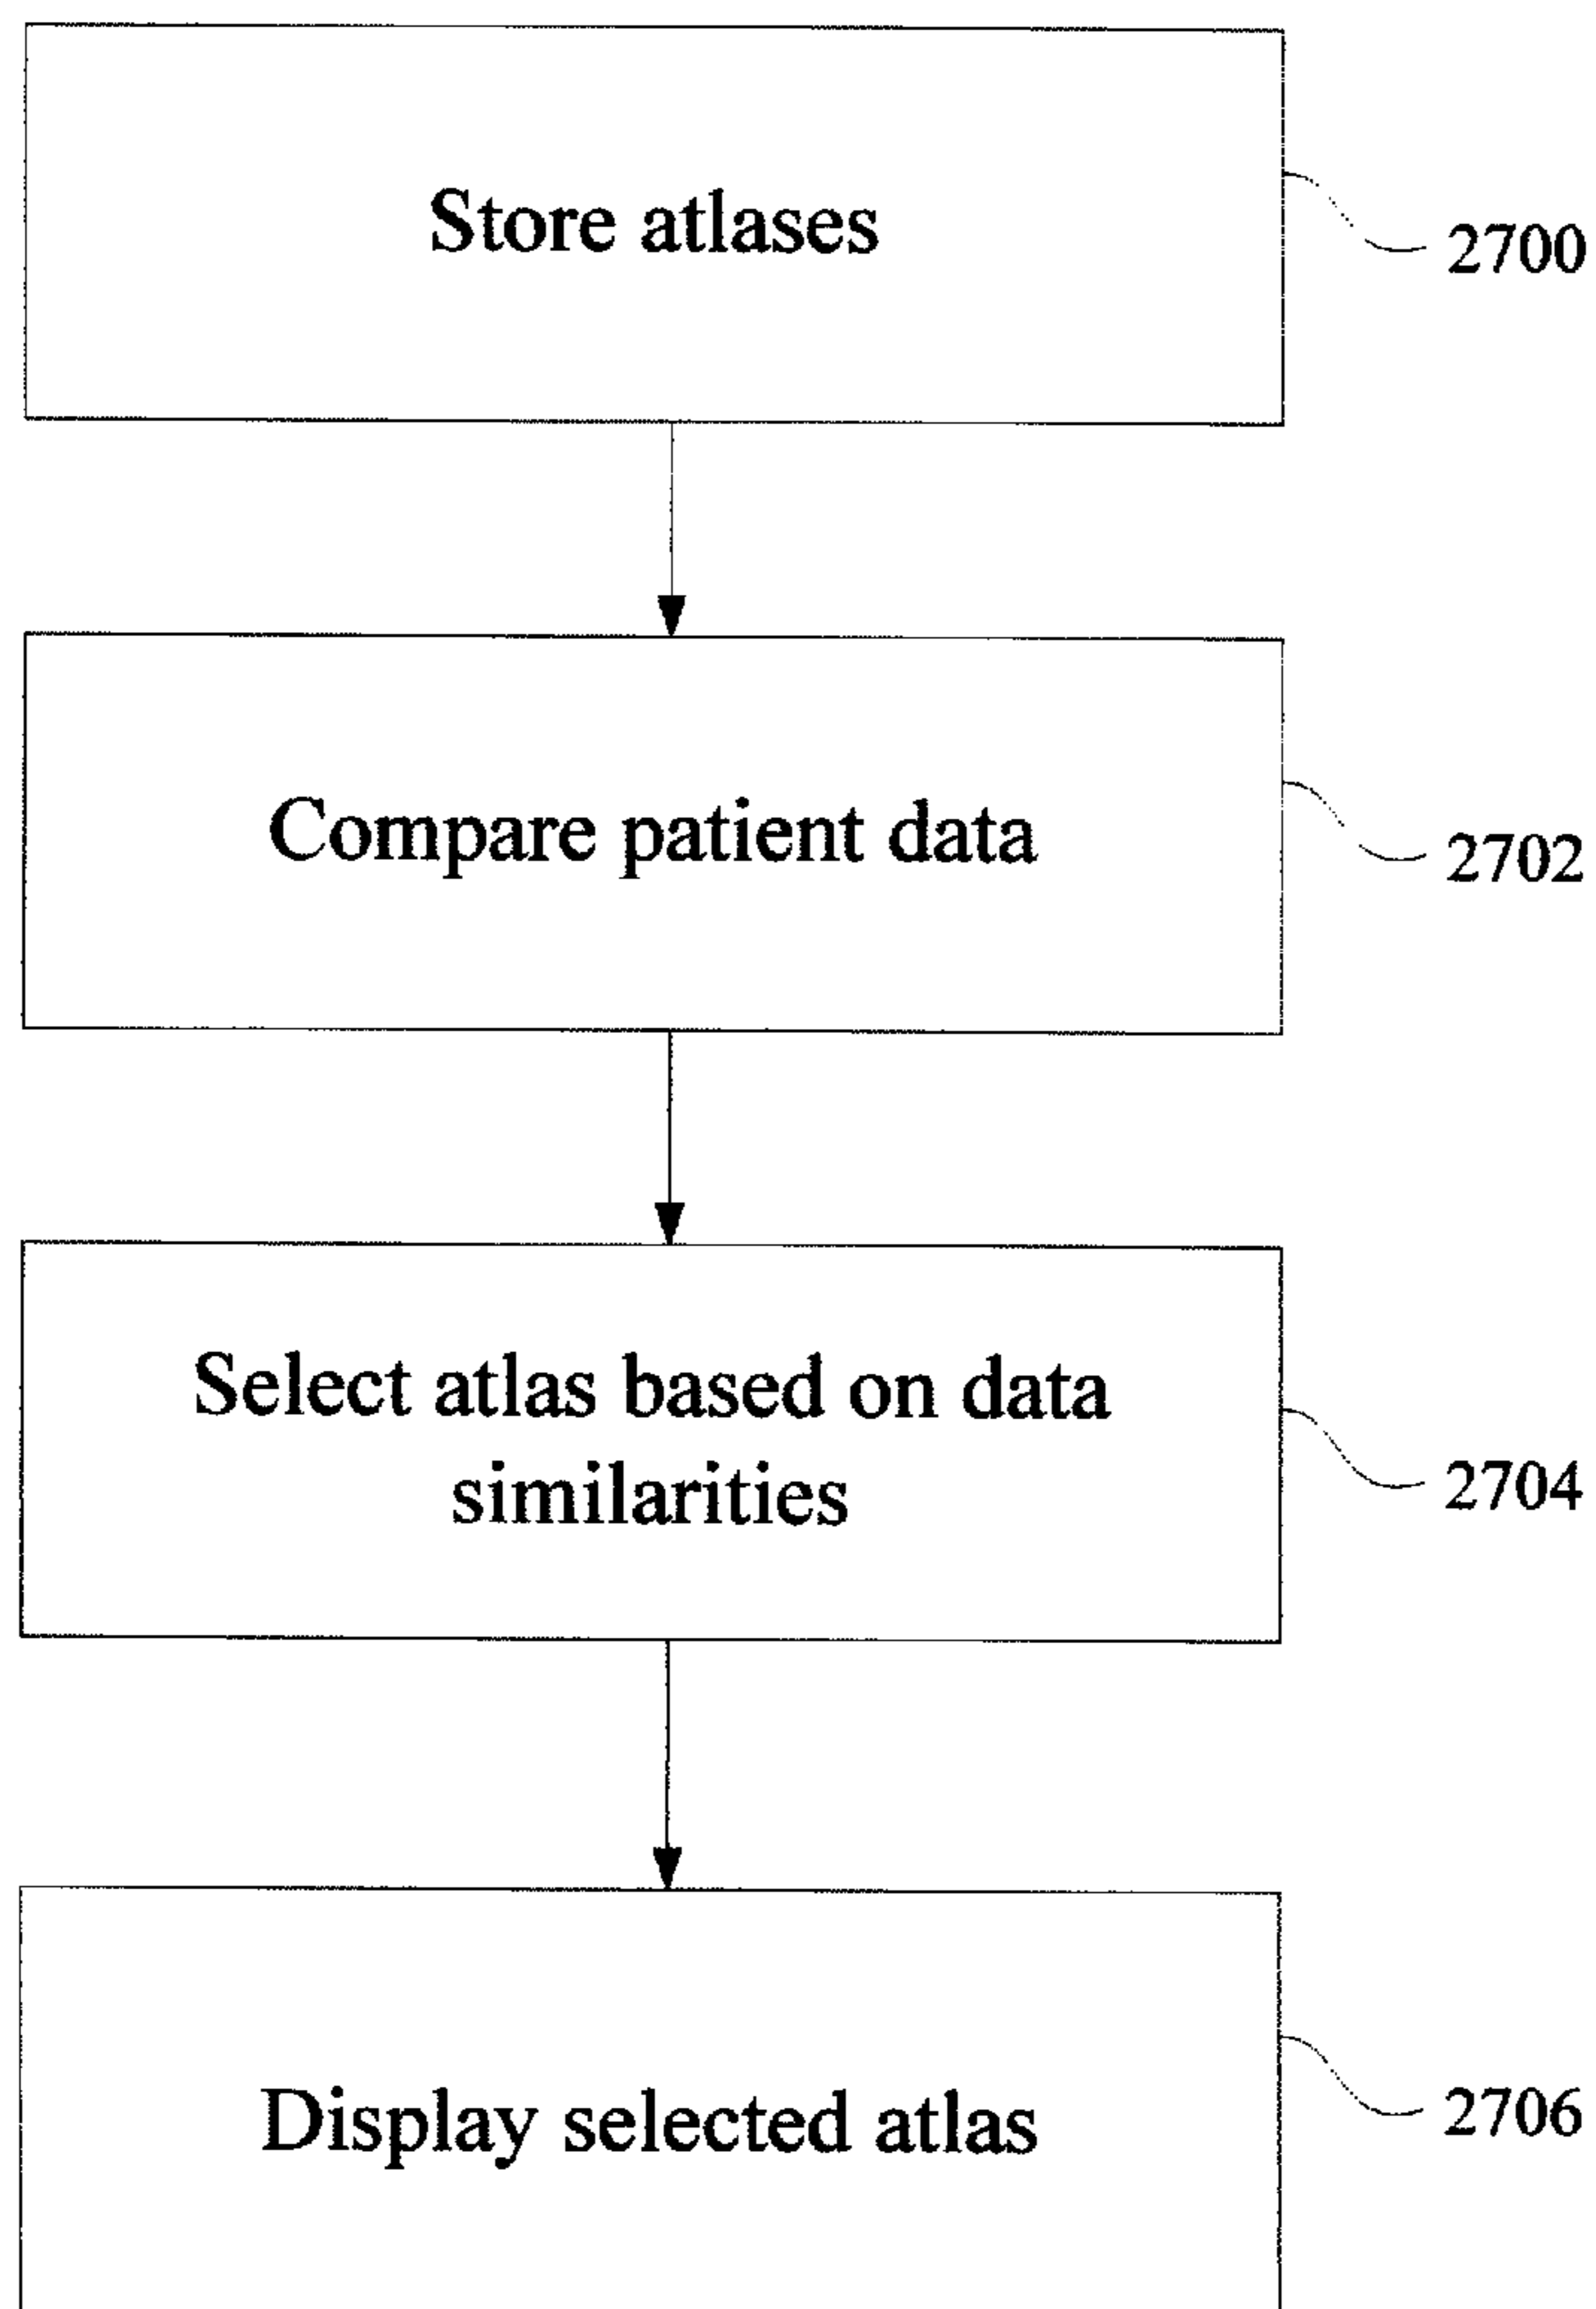 Store atlases
2700
Compare patient data
2702
Select atlas based on data
similarities
2704
Display selected atlas
2706